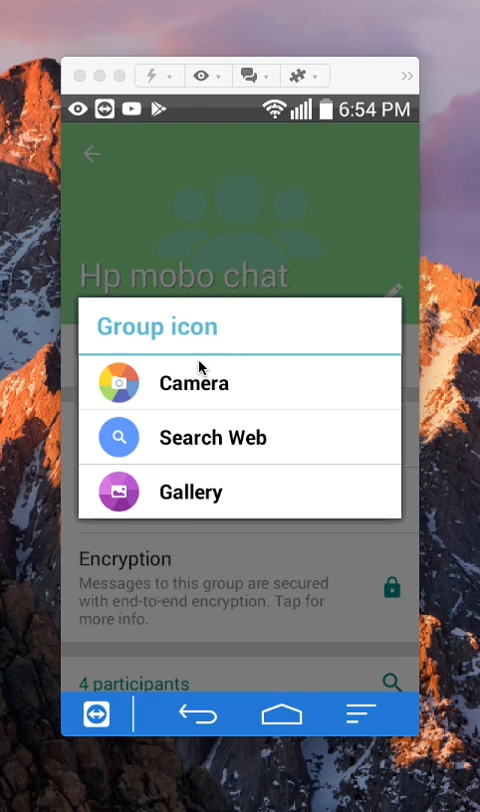 6:54 PM
Hp mobo chat
Group icon
Camera
Search Web
Gallery
Encryption
Messages to this group are secured
with end-to-end encryption. Tap for
more info.
4 participants